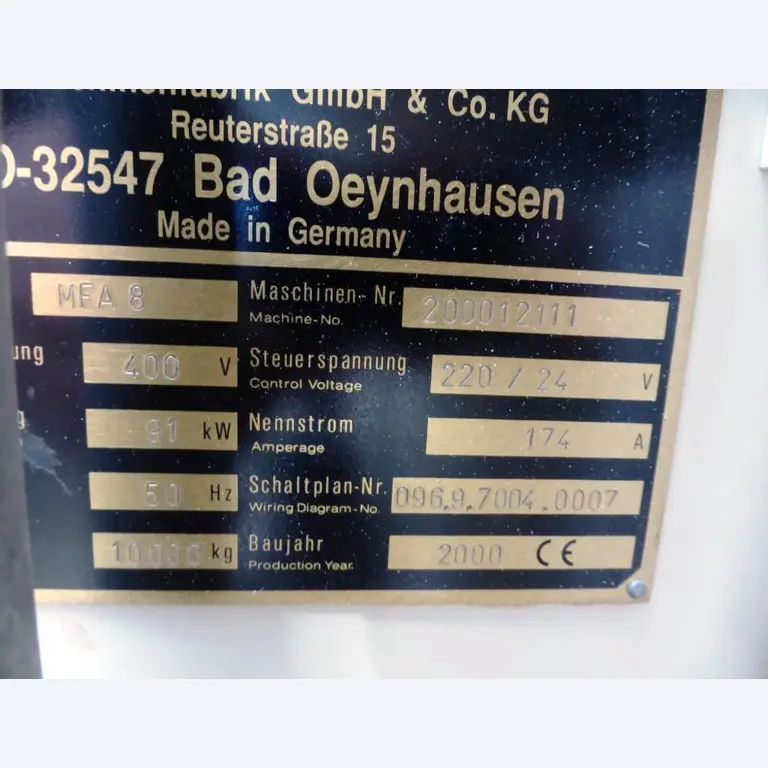 GmbH & Co. KG
Reuterstraße 15
D-32547 Bad Oeynhausen
Made in Germany
MFA 8 Maschinen-Nr. 200012111
Machine-No.
ung 400 V Steuerspannung 220 / 24 V
Control Voltage
g 91 kW Nennstrom 174 A
Amperage
50 Hz Schaltplan-Nr. 096.9.7004.0007
Wiring Diagram-No.
kg Baujahr 2000 CE
Production Year